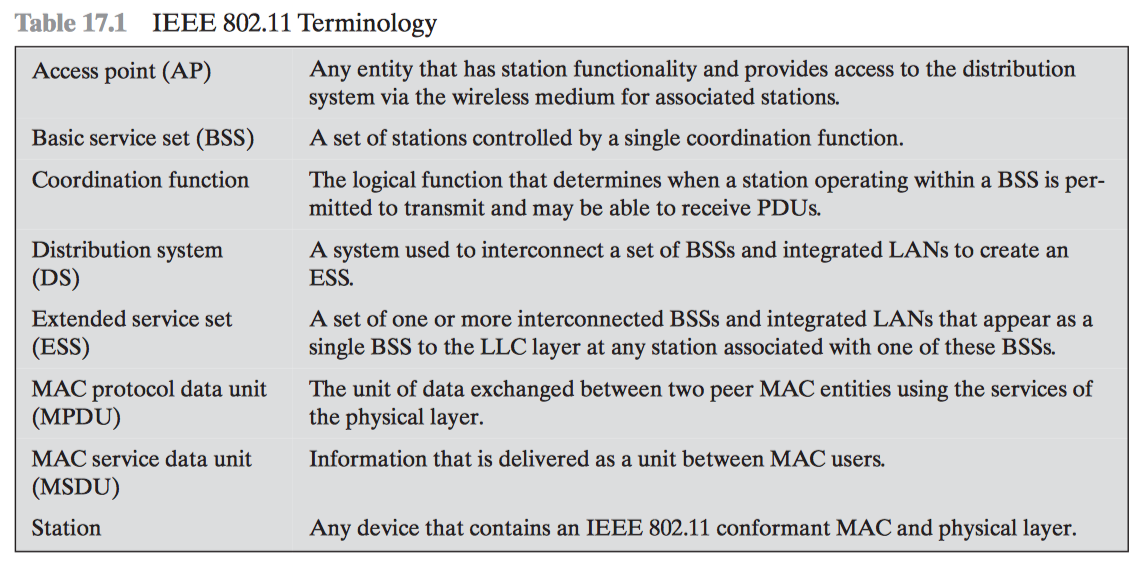 Table 17.1 IEEE 802.11 Terminology
Access point (AP) Any entity that has station functionality and provides access to the distribution
system via the wireless medium for associated stations.
Basic service set (BSS) A set of stations controlled by a single coordination function.
Coordination function The logical function that determines when a station operating within a BSS is per-
mitted to transmit and may be able to receive PDUs.
Distribution system A system used to interconnect a set of BSSs and integrated LANs to create an
(DS) ESS.
Extended service set A set of one or more interconnected BSSs and integrated LANs that appear as a
(ESS) single BSS to the LLC layer at any station associated with one of these BSSs.
MAC protocol data unit The unit of data exchanged between two peer MAC entities using the services of
(MPDU) the physical layer.
MAC service data unit Information that is delivered as a unit between MAC users.
(MSDU)
Station Any device that contains an IEEE 802.11 conformant MAC and physical layer.